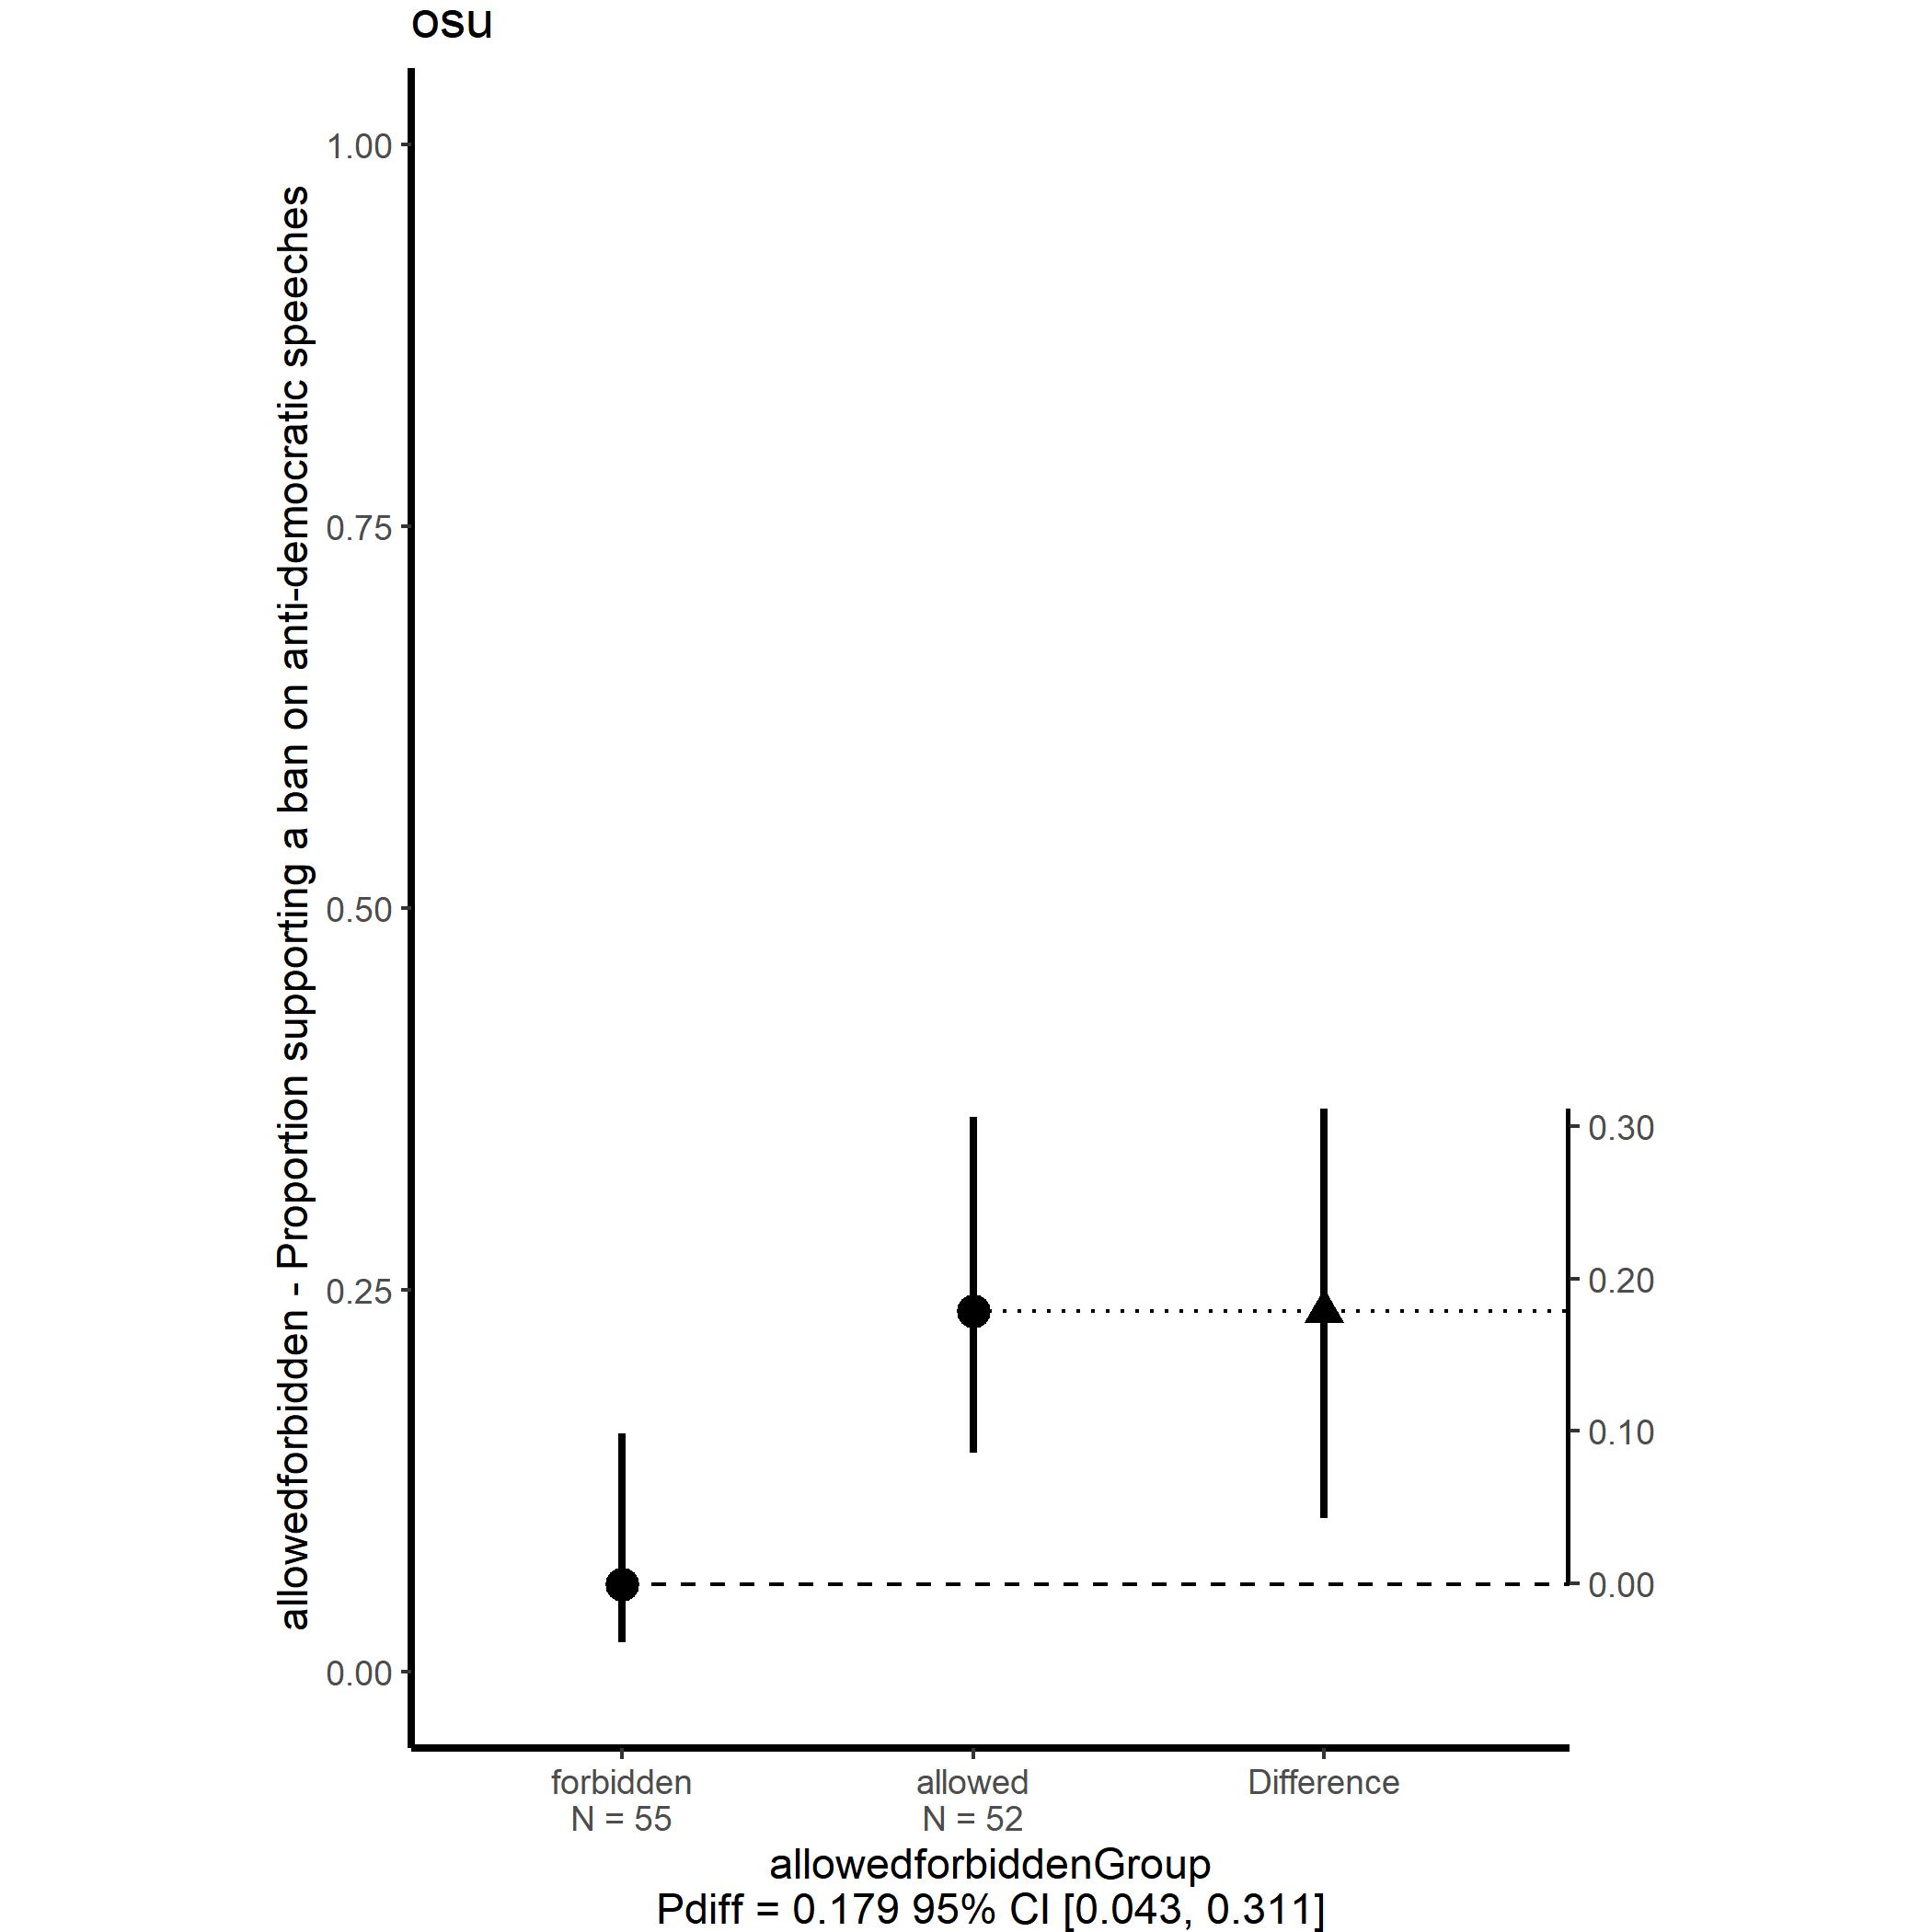 osu
allowedforbidden - Proportion supporting a ban on anti-democratic speeches
1.00
0.75
0.50
0.25
0.00
0.30
0.20
0.10
0.00
forbidden
N = 55
allowed
N = 52
Difference
allowedforbiddenGroup
Pdiff = 0.179 95% CI [0.043, 0.311]